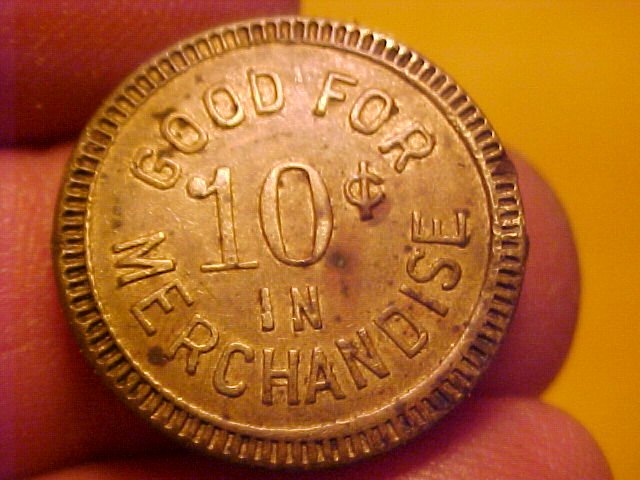 GOOD FOR
10¢
IN
MERCHANDISE